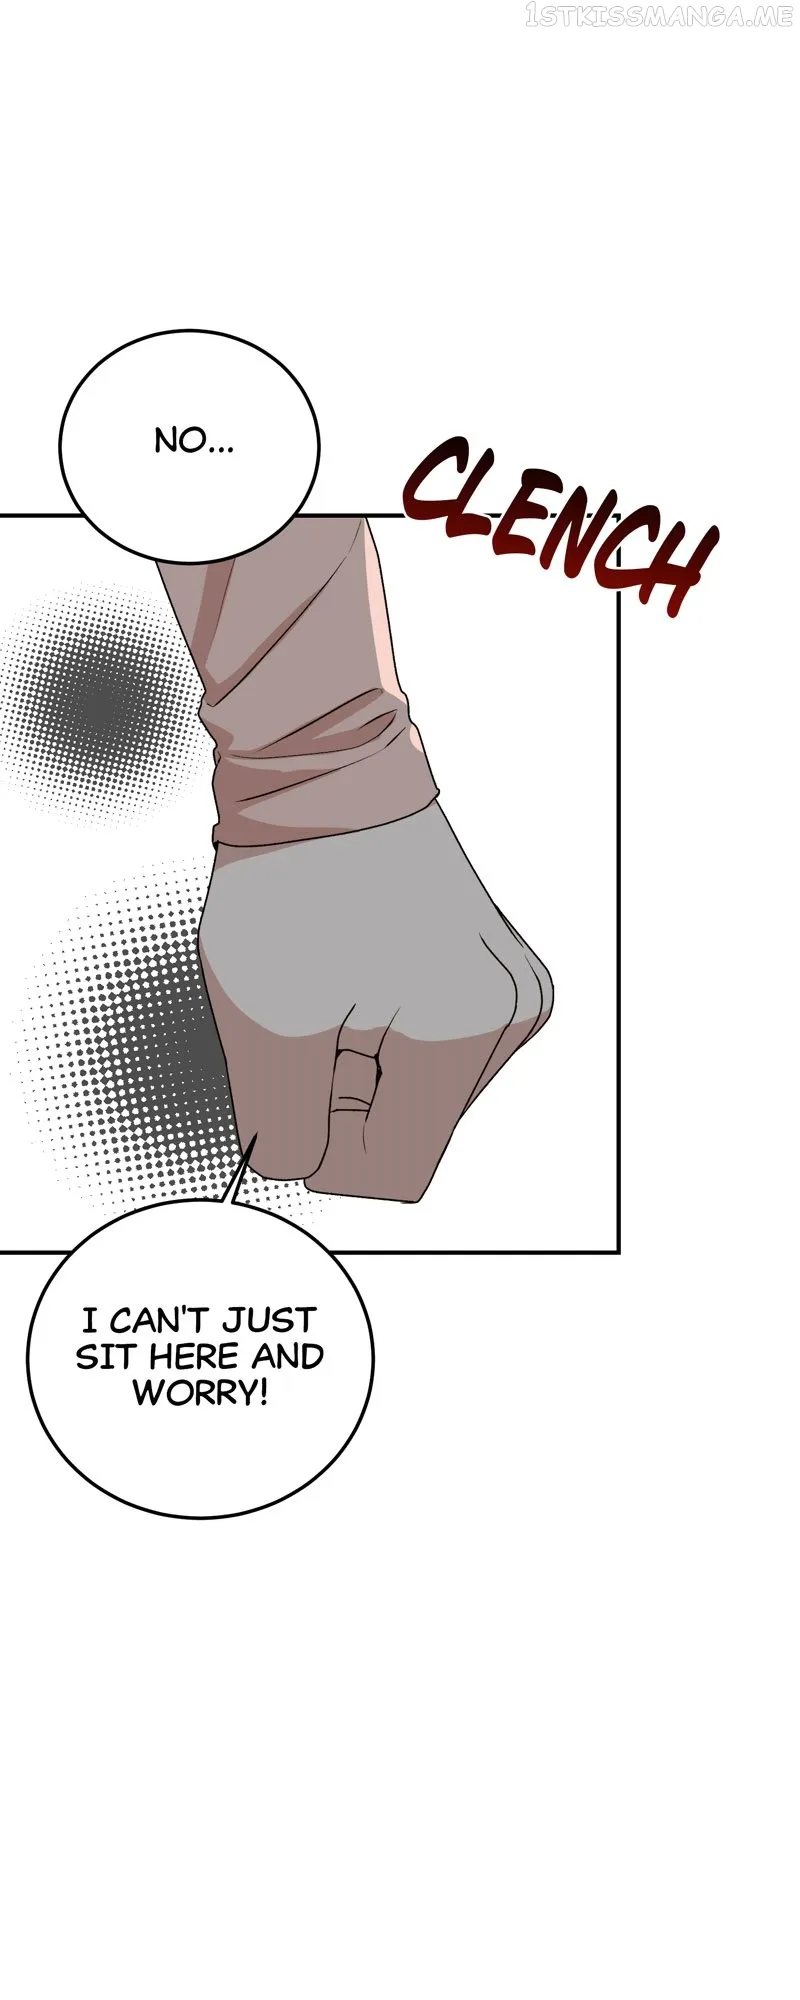 1STKISSMANGA.ME
NO...
CLENCH
I CAN'T JUST
SIT HERE AND
WORRY!